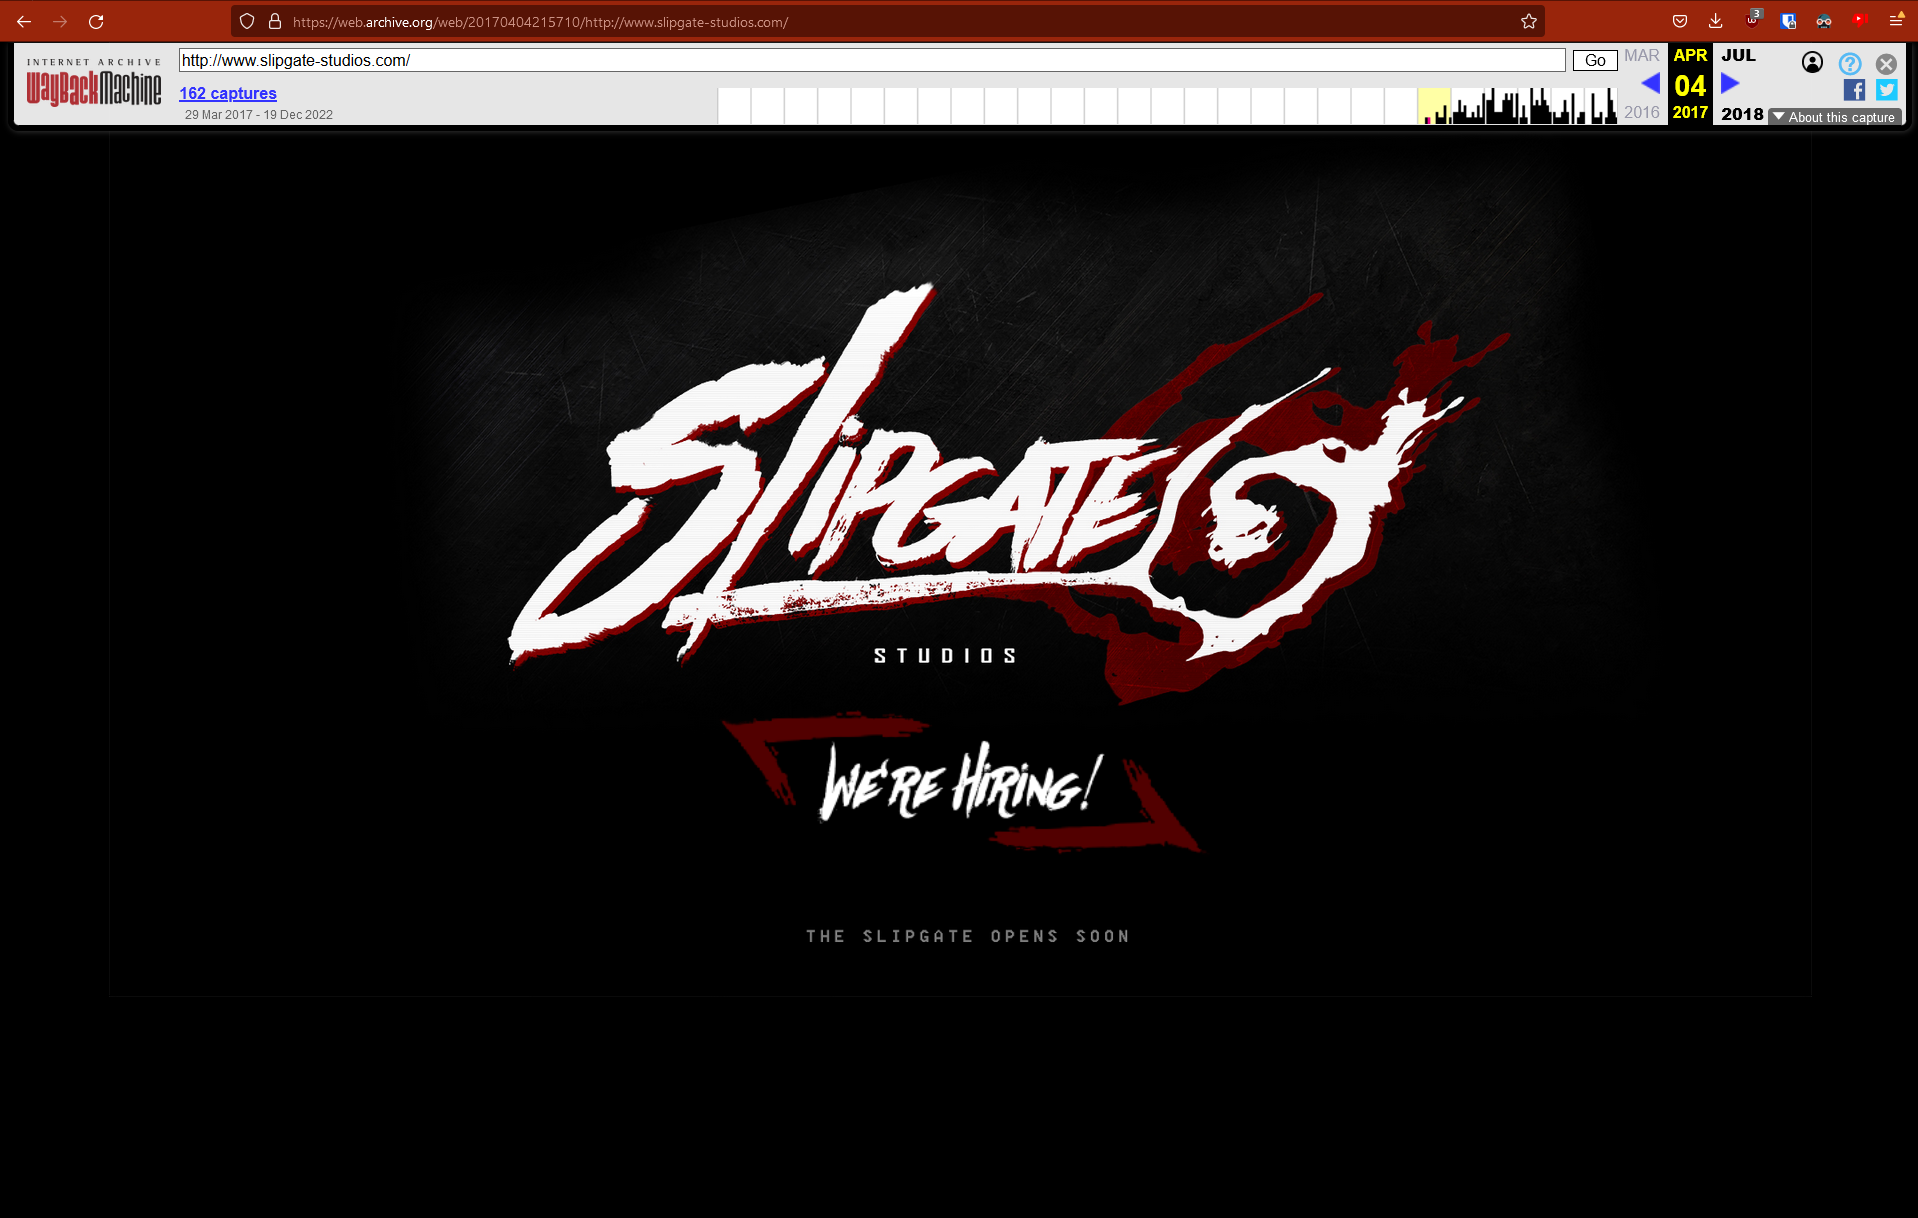 https://web.archive.org/web/20170404215710/http://www.slipgate-studios.com/
3
INTERNET ARCHIVE
WayBackMachine
http://www.slipgate-studios.com/
Go
162 captures
29 Mar 2017 - 19 Dec 2022
MAR
APR
JUL
04
2016
2017
2018
About this capture
SLiPGATE
STUDIOS
WE'RE HiRiNG!
THE SLIPGATE OPENS SOON